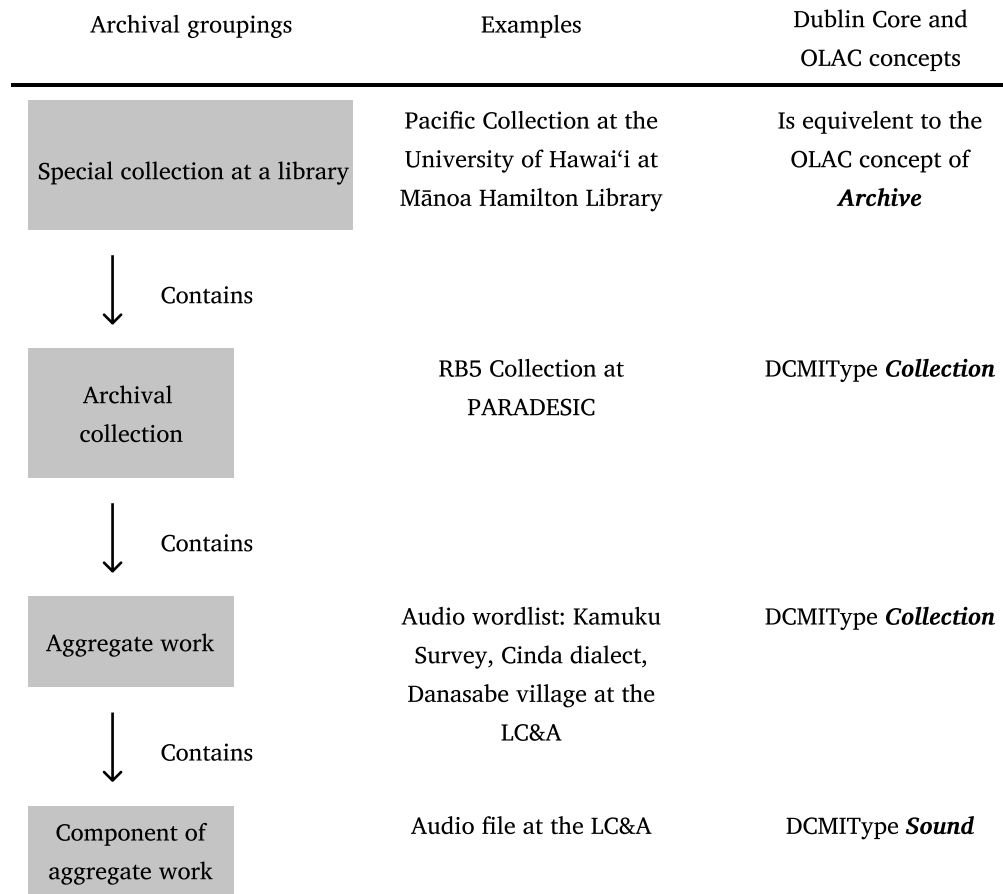 Archival groupings
Examples
Dublin Core and
OLAC concepts
Special collection at a library
Pacific Collection at the
University of Hawai‘i at
Mānoa Hamilton Library
Is equivelent to the
OLAC concept of
Archive
Contains
Archival
collection
RB5 Collection at
PARADESIC
DCMIType Collection
Contains
Aggregate work
Audio wordlist: Kamuku
Survey, Cinda dialect,
Danasabe village at the
LC&A
DCMIType Collection
Contains
Component of
aggregate work
Audio file at the LC&A
DCMIType Sound